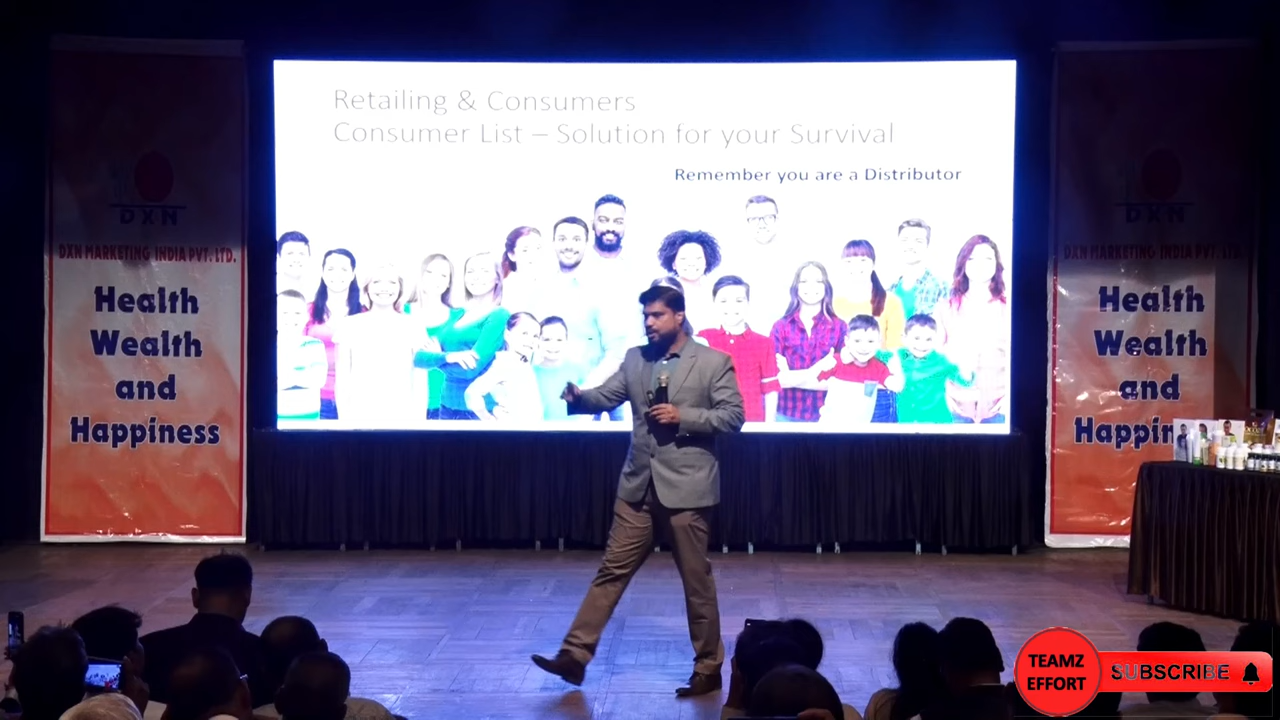 Retailing & Consumers
Consumer List – Solution for your Survival
Remember you are a Distributor
DXN
DXN MARKETING INDIA PVT. LTD.
Health
Wealth
and
Happiness
DXN
DXN MARKETING INDIA PVT. LTD.
Health
Wealth
and
Happin
TEAMZ
EFFORT
SUBSCRIBE